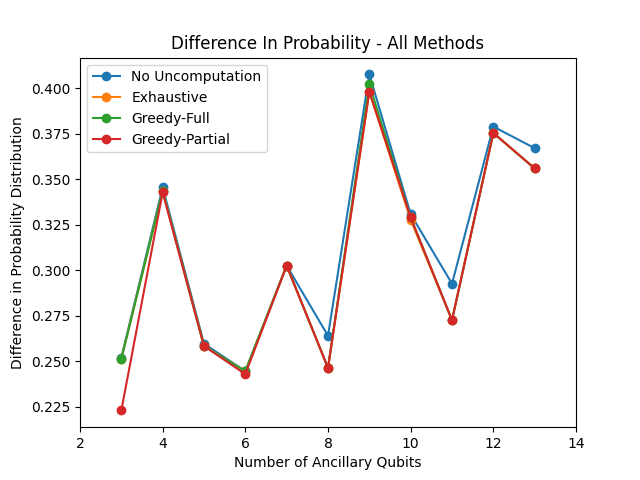 Difference In Probability - All Methods
No Uncomputation
Exhaustive
Greedy-Full
Greedy-Partial
Difference in Probability Distribution
0.400
0.375
0.350
0.325
0.300
0.275
0.250
0.225
2 4 6 8 10 12 14
Number of Ancillary Qubits